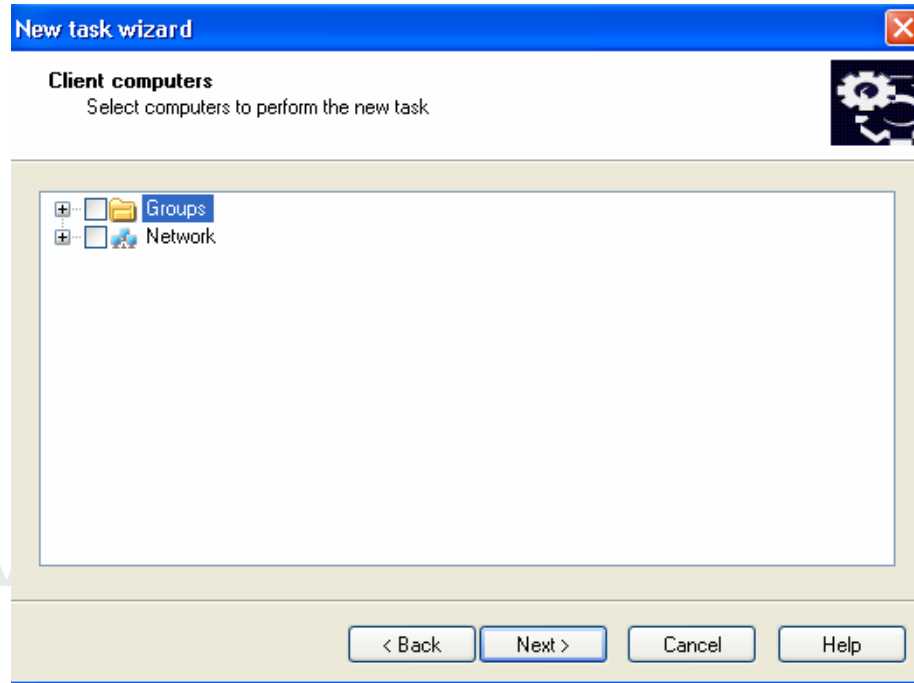 New task wizard
Client computers
Select computers to perform the new task
Groups
Network
< Back
Next >
Cancel
Help